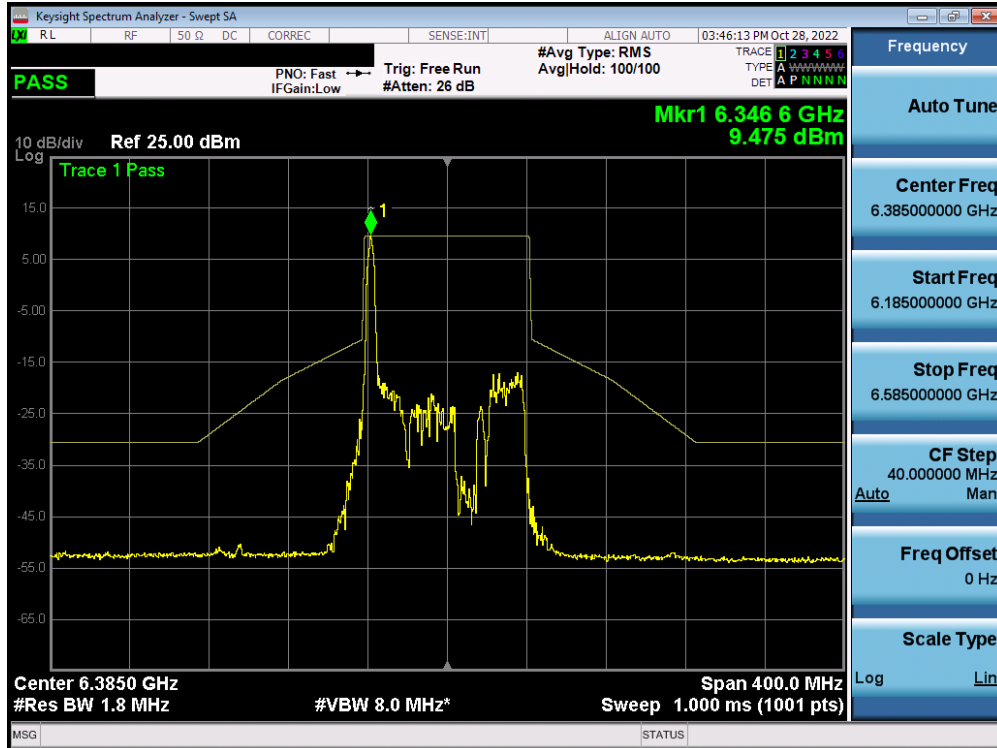 Keysight Spectrum Analyzer - Swept SA
LXI RL RF 50 Ω DC CORREC SENSE:INT ALIGN AUTO 03:46:13 PM Oct 28, 2022
PASS
PNO: Fast
IFGain:Low
Trig: Free Run
#Atten: 26 dB
#Avg Type: RMS
Avg|Hold: 100/100
TRACE 1 2 3 4 5 6
TYPE A WWWWW
DET A P N N N N
Mkr1 6.346 6 GHz
9.475 dBm
10 dB/div Ref 25.00 dBm
Log
Trace 1 Pass
1
15.0
5.00
-5.00
-15.0
-25.0
-35.0
-45.0
-55.0
-65.0
Center 6.3850 GHz Span 400.0 MHz
#Res BW 1.8 MHz #VBW 8.0 MHz* Sweep 1.000 ms (1001 pts)
MSG STATUS
Frequency
Auto Tune
Center Freq
6.385000000 GHz
Start Freq
6.185000000 GHz
Stop Freq
6.585000000 GHz
CF Step
40.000000 MHz
Auto Man
Freq Offset
0 Hz
Scale Type
Log Lin